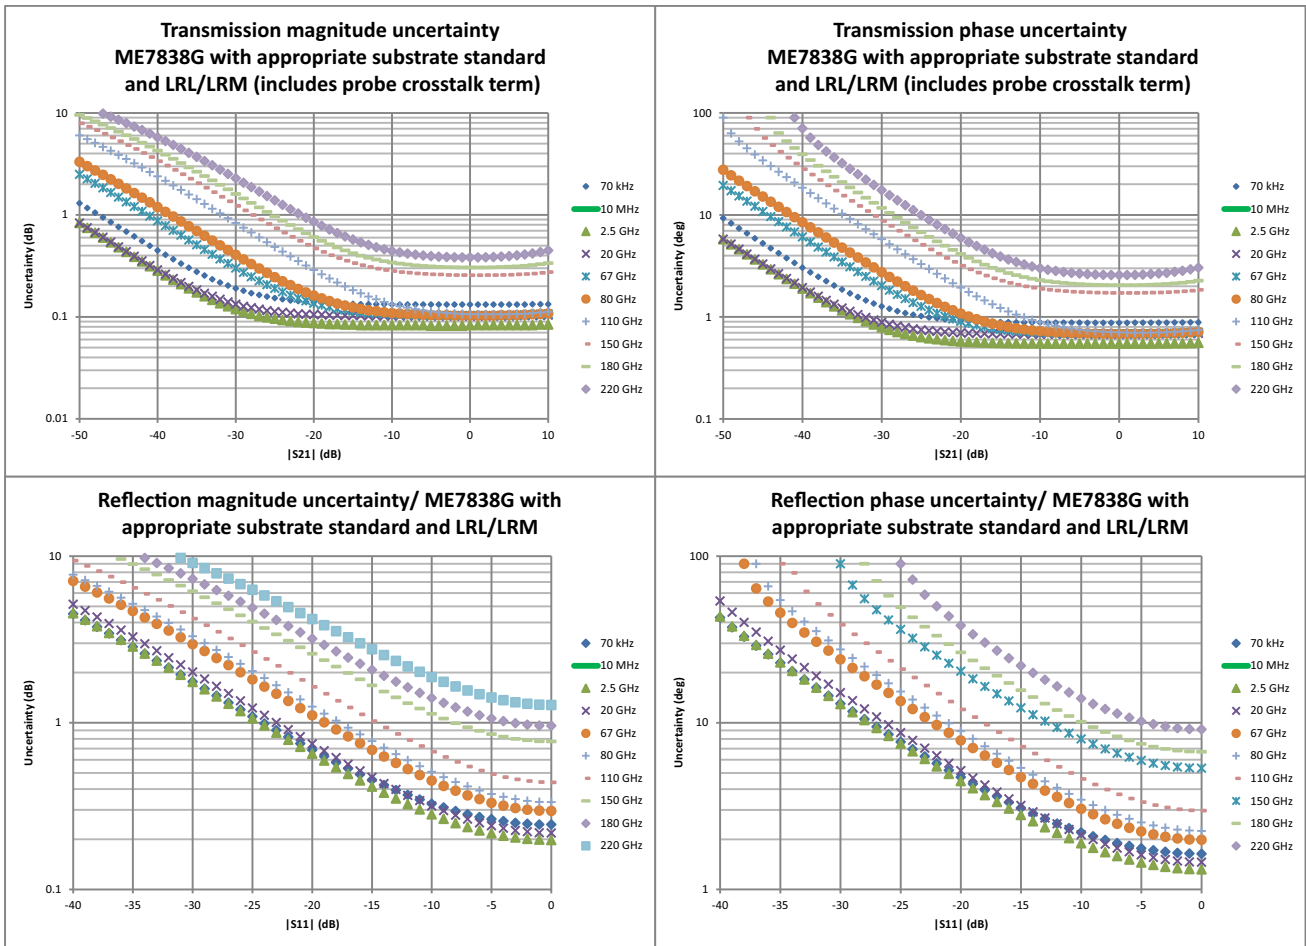 Transmission magnitude uncertainty
ME7838G with appropriate substrate standard
and LRL/LRM (includes probe crosstalk term)
Uncertainty (dB)
10
1
0.1
0.01
-50
-40
-30
-20
-10
0
10
|S21| (dB)
70 kHz
10 MHz
2.5 GHz
20 GHz
67 GHz
80 GHz
110 GHz
150 GHz
180 GHz
220 GHz
Transmission phase uncertainty
ME7838G with appropriate substrate standard
and LRL/LRM (includes probe crosstalk term)
Uncertainty (deg)
100
10
1
0.1
-50
-40
-30
-20
-10
0
10
|S21| (dB)
70 kHz
10 MHz
2.5 GHz
20 GHz
67 GHz
80 GHz
110 GHz
150 GHz
180 GHz
220 GHz
Reflection magnitude uncertainty/ ME7838G with
appropriate substrate standard and LRL/LRM
Uncertainty (dB)
10
1
0.1
-40
-35
-30
-25
-20
-15
-10
-5
0
|S11| (dB)
70 kHz
10 MHz
2.5 GHz
20 GHz
67 GHz
80 GHz
110 GHz
150 GHz
180 GHz
220 GHz
Reflection phase uncertainty/ ME7838G with
appropriate substrate standard and LRL/LRM
Uncertainty (deg)
100
10
1
-40
-35
-30
-25
-20
-15
-10
-5
0
|S11| (dB)
70 kHz
10 MHz
2.5 GHz
20 GHz
67 GHz
80 GHz
110 GHz
150 GHz
180 GHz
220 GHz